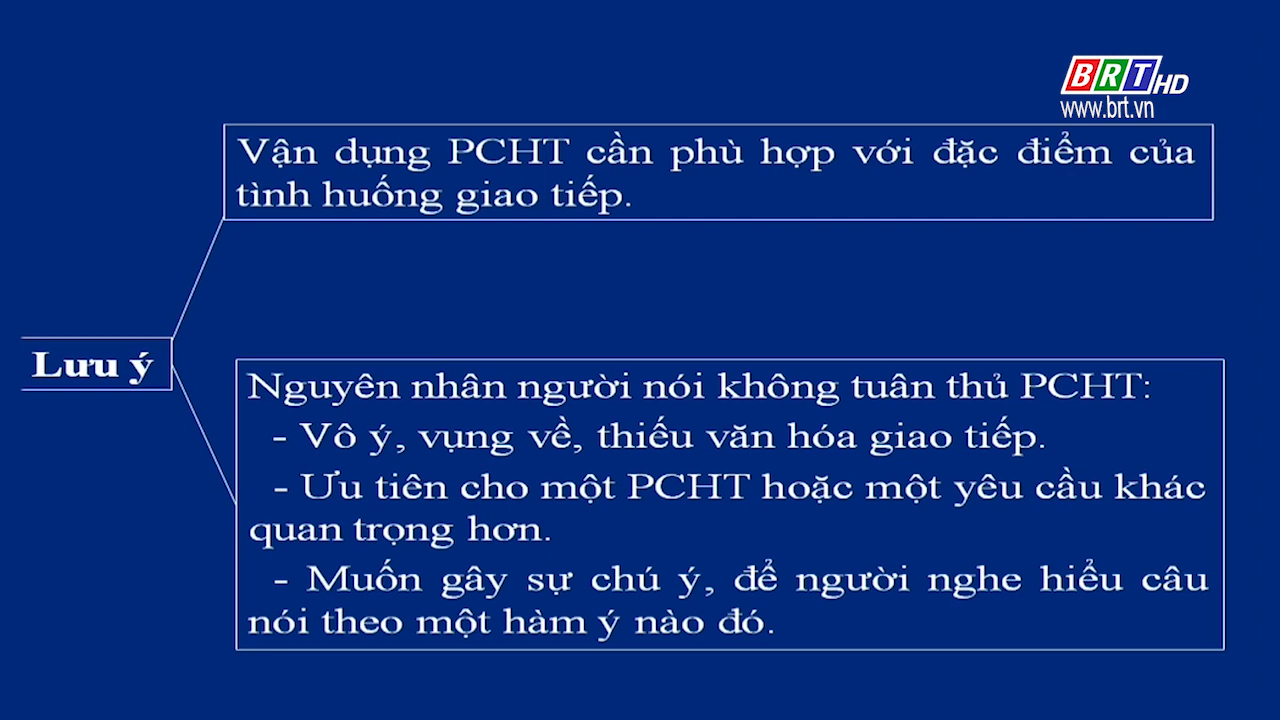 BRT HD
www.brt.vn
Vận dụng PCHT cần phù hợp với đặc điểm của
tình huống giao tiếp.
Lưu ý
Nguyên nhân người nói không tuân thủ PCHT:
- Vô ý, vụng về, thiếu văn hóa giao tiếp.
- Ưu tiên cho một PCHT hoặc một yêu cầu khác
quan trọng hơn.
- Muốn gây sự chú ý, để người nghe hiểu câu
nói theo một hàm ý nào đó.